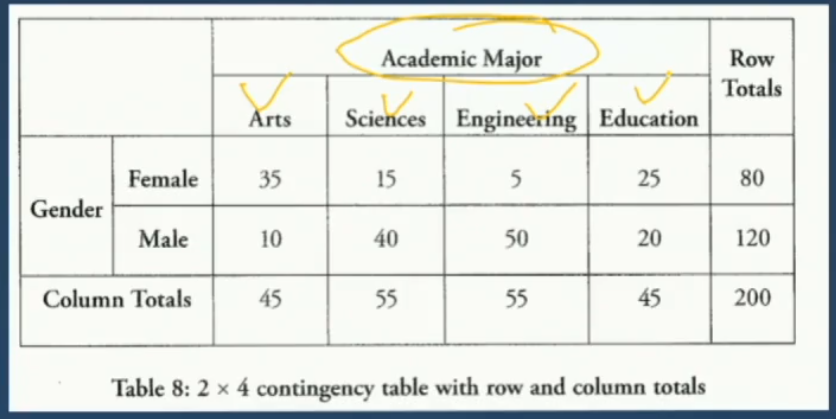 Academic Major Row Totals
Arts Sciences Engineering Education
Gender Female 35 15 5 25 80
Male 10 40 50 20 120
Column Totals 45 55 55 45 200
Table 8: 2 × 4 contingency table with row and column totals